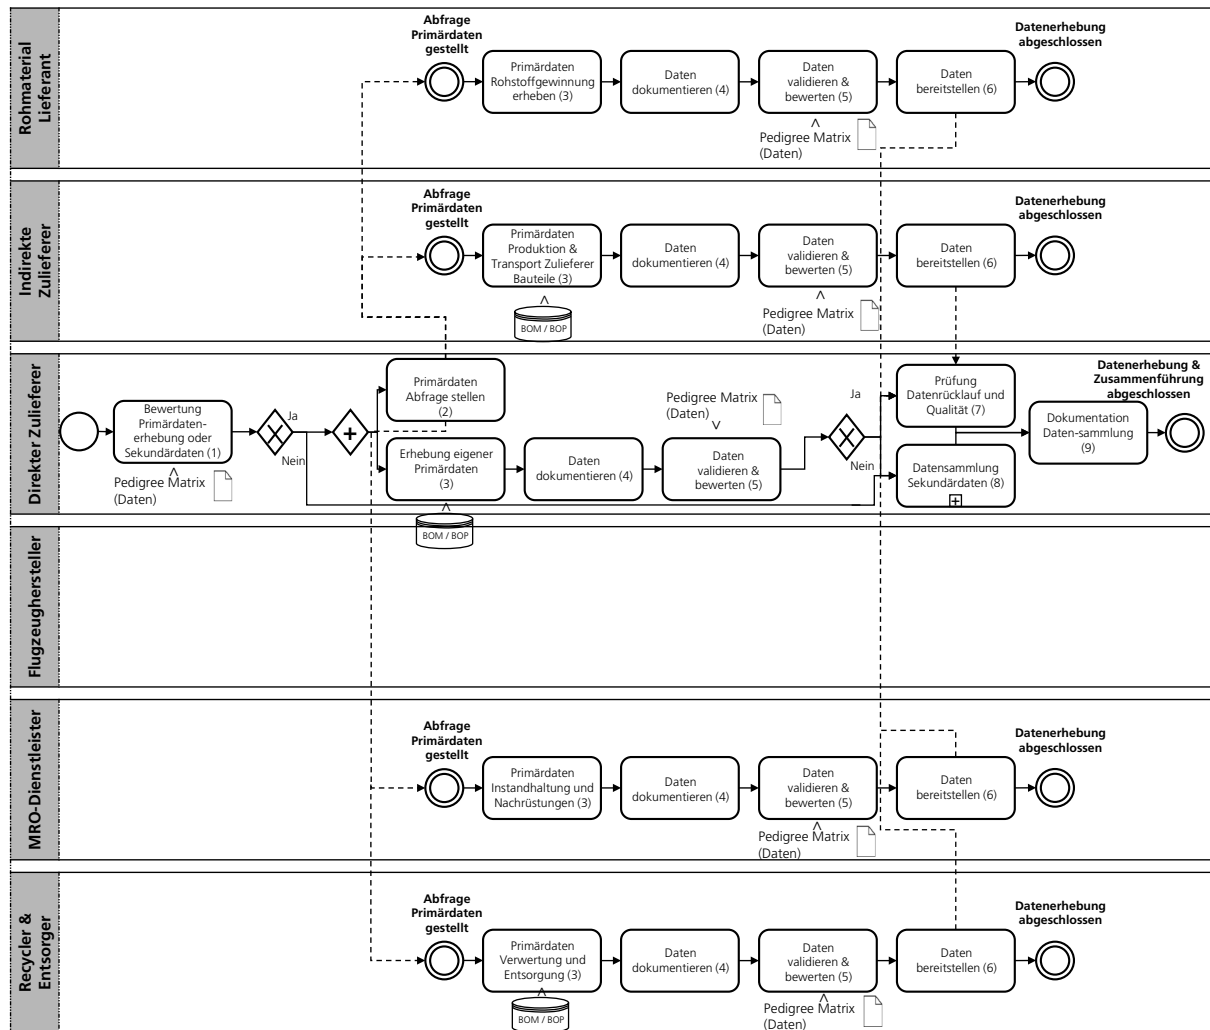 Rohmaterial
Lieferant
Abfrage
Primärdaten
gestellt
Primärdaten
Rohstoffgewinnung
erheben (3)
Daten
dokumentieren (4)
Daten
validieren &
bewerten (5)
Pedigree Matrix
(Daten)
Daten
bereitstellen (6)
Datenerhebung
abgeschlossen
Indirekte
Zulieferer
Abfrage
Primärdaten
gestellt
Primärdaten
Produktion &
Transport Zulieferer
Bauteile (3)
BOM / BOP
Daten
dokumentieren (4)
Daten
validieren &
bewerten (5)
Pedigree Matrix
(Daten)
Daten
bereitstellen (6)
Datenerhebung
abgeschlossen
Direkter Zulieferer
Bewertung
Primärdaten-
erhebung oder
Sekundärdaten (1)
Pedigree Matrix
(Daten)
Ja
Nein
Primärdaten
Abfrage stellen
(2)
Erhebung eigener
Primärdaten
(3)
BOM / BOP
Daten
dokumentieren (4)
Pedigree Matrix
(Daten)
Daten
validieren &
bewerten (5)
Ja
Nein
Prüfung
Datenrücklauf und
Qualität (7)
Datensammlung
Sekundärdaten (8)
Dokumentation
Daten-sammlung
(9)
Datenerhebung &
Zusammenführung
abgeschlossen
Flugzeughersteller
MRO-Dienstleister
Abfrage
Primärdaten
gestellt
Primärdaten
Instandhaltung und
Nachrüstungen (3)
Daten
dokumentieren (4)
Daten
validieren &
bewerten (5)
Pedigree Matrix
(Daten)
Daten
bereitstellen (6)
Datenerhebung
abgeschlossen
Recycler &
Entsorger
Abfrage
Primärdaten
gestellt
Primärdaten
Verwertung und
Entsorgung (3)
BOM / BOP
Daten
dokumentieren (4)
Daten
validieren &
bewerten (5)
Pedigree Matrix
(Daten)
Daten
bereitstellen (6)
Datenerhebung
abgeschlossen